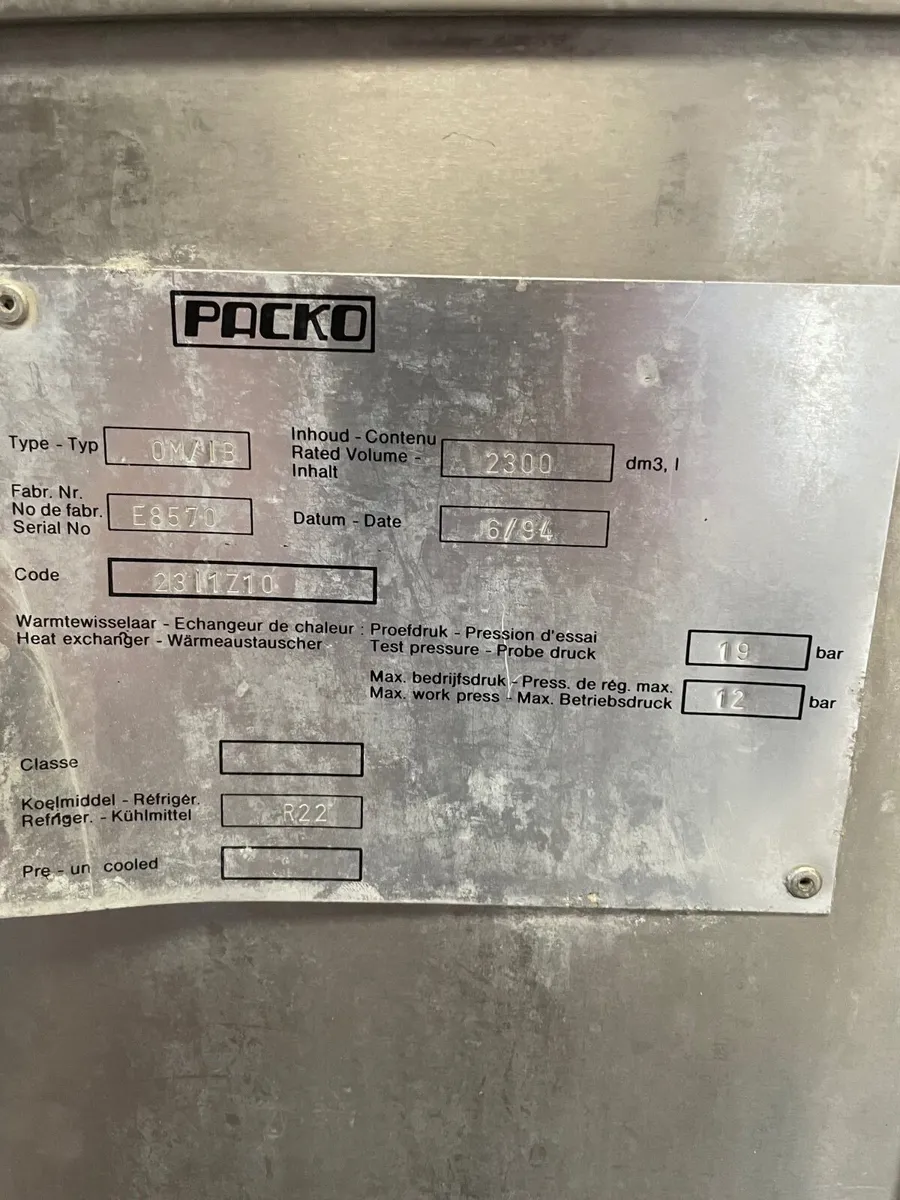 PACKO
Type - Typ OM/IB
Inhoud - Contenu
Rated Volume -
Inhalt
2300 dm3, l
Fabr. Nr.
No de fabr.
Serial No
E8570
Datum - Date 6/94
Code 2311Z10
Warmtewisselaar - Echangeur de chaleur : Proefdruk - Pression d'essai
Heat exchanger - Wärmeaustauscher Test pressure - Probe druck
19 bar
Max. bedrijfsdruk - Press. de rég. max.
Max. work press - Max. Betriebsdruck
12 bar
Classe
Koelmiddel - Réfrigér.
Refriger. - Kühlmittel
R22
Pre - un cooled